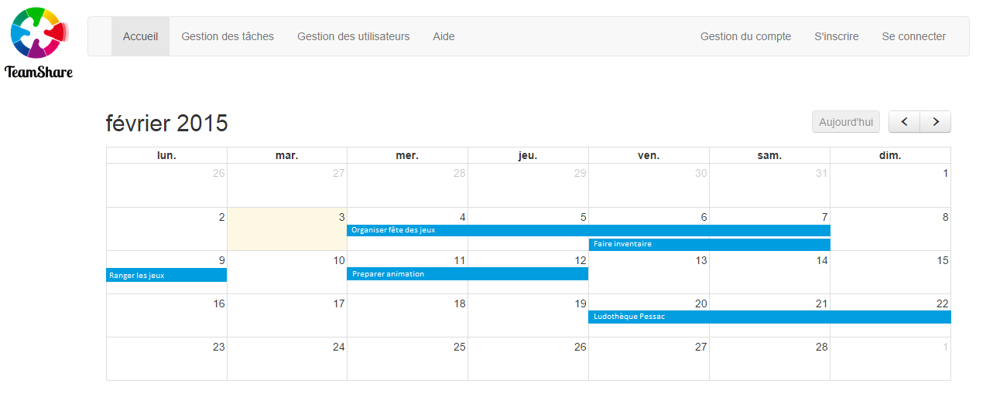 TeamShare
Accueil Gestion des tâches Gestion des utilisateurs Aide Gestion du compte S'inscrire Se connecter
février 2015 Aujourd'hui
lun. mar. mer. jeu. ven. sam. dim.
26 27 28 29 30 31 1
2 3 4 5 6 7 8
Organiser fête des jeux
Faire inventaire
9 10 11 12 13 14 15
Ranger les jeux Preparer animation
16 17 18 19 20 21 22
Ludothèque Pessac
23 24 25 26 27 28 1